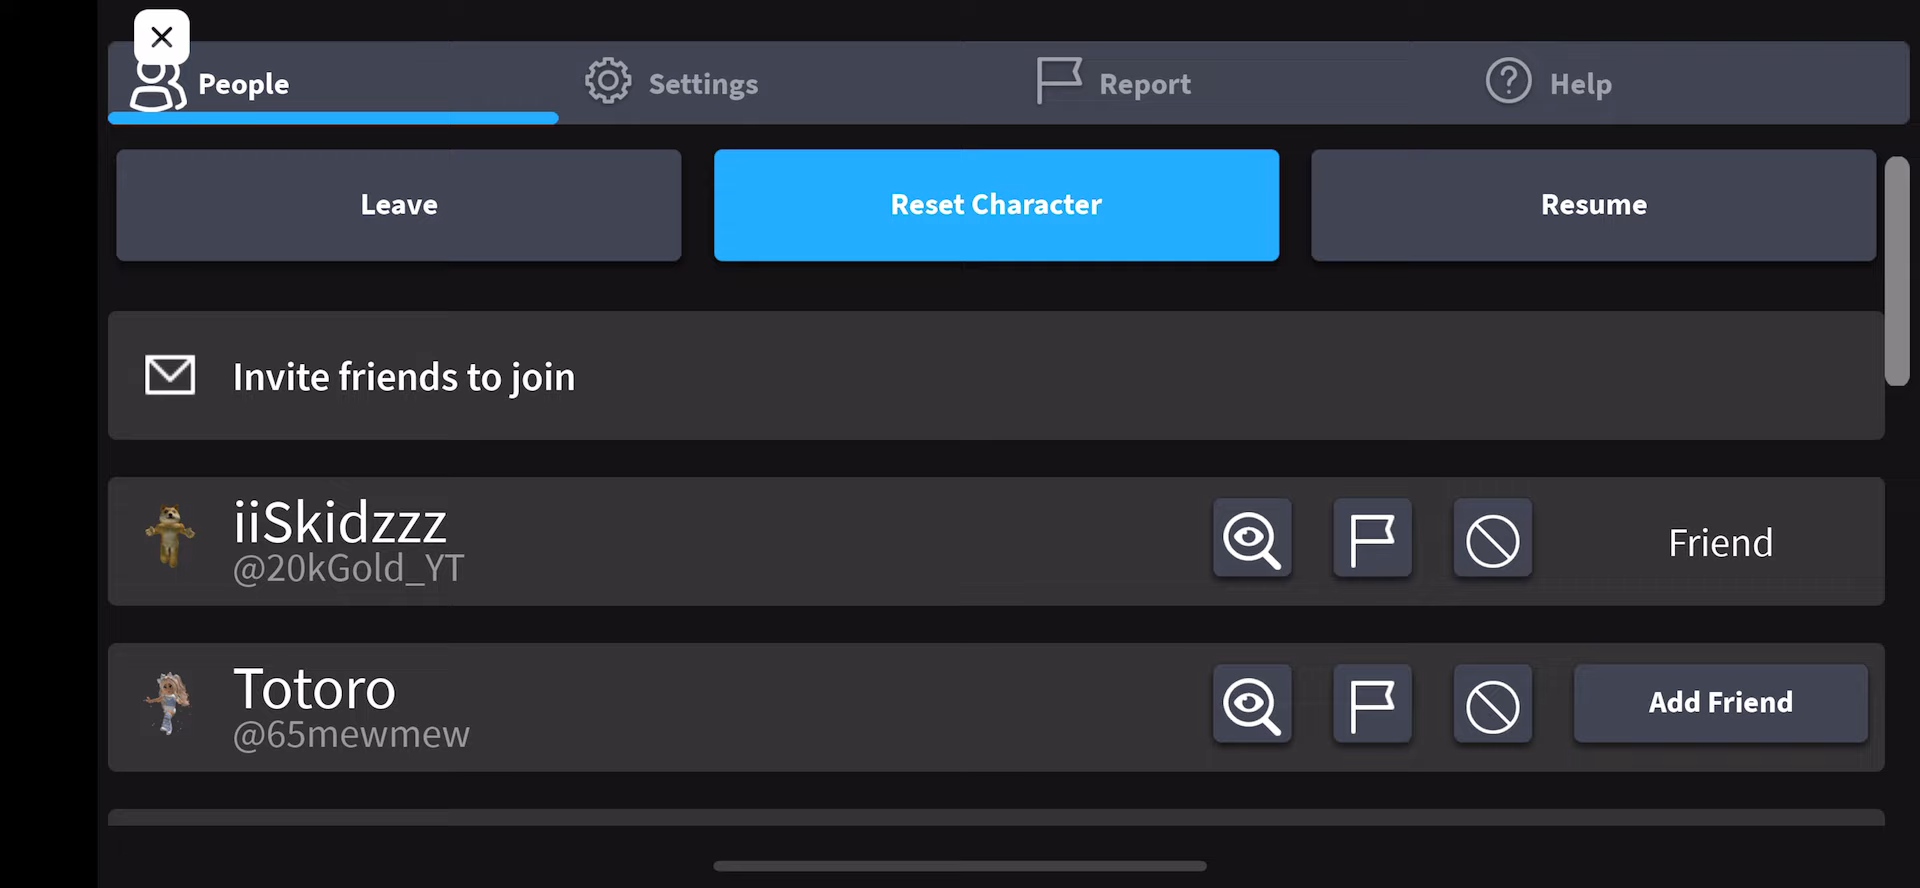 People
Settings
Report
Help
Leave
Reset Character
Resume
Invite friends to join
iiSkidzzz
@20kGold_YT
Friend
Totoro
@65mewmew
Add Friend